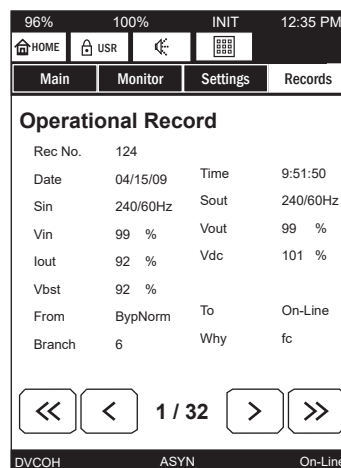 96% 100% INIT 12:35 PM
HOME USR
Main Monitor Settings Records
Operational Record
Rec No. 124
Date 04/15/09 Time 9:51:50
Sin 240/60Hz Sout 240/60Hz
Vin 99 % Vout 99 %
Iout 92 % Vdc 101 %
Vbst 92 %
From BypNorm To On-Line
Branch 6 Why fc
1 / 32
DVCOH ASYN On-Line